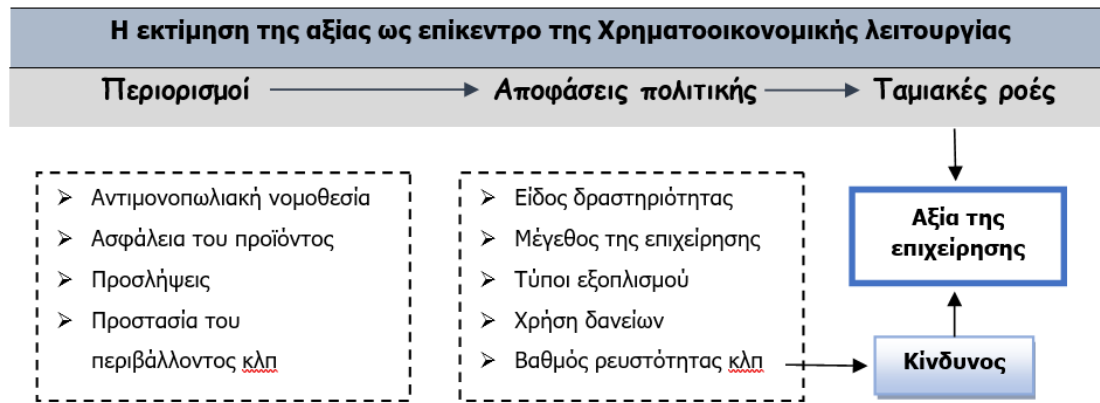 Η εκτίμηση της αξίας ως επίκεντρο της Χρηματοοικονομικής λειτουργίας
Περιορισμοί
Αποφάσεις πολιτικής
Ταμιακές ροές
Αντιμονοπωλιακή νομοθεσία
Ασφάλεια του προϊόντος
Προσλήψεις
Προστασία του
περιβάλλοντος κλπ
Είδος δραστηριότητας
Μέγεθος της επιχείρησης
Τύποι εξοπλισμού
Χρήση δανείων
Βαθμός ρευστότητας κλπ
Αξία της
επιχείρησης
Κίνδυνος